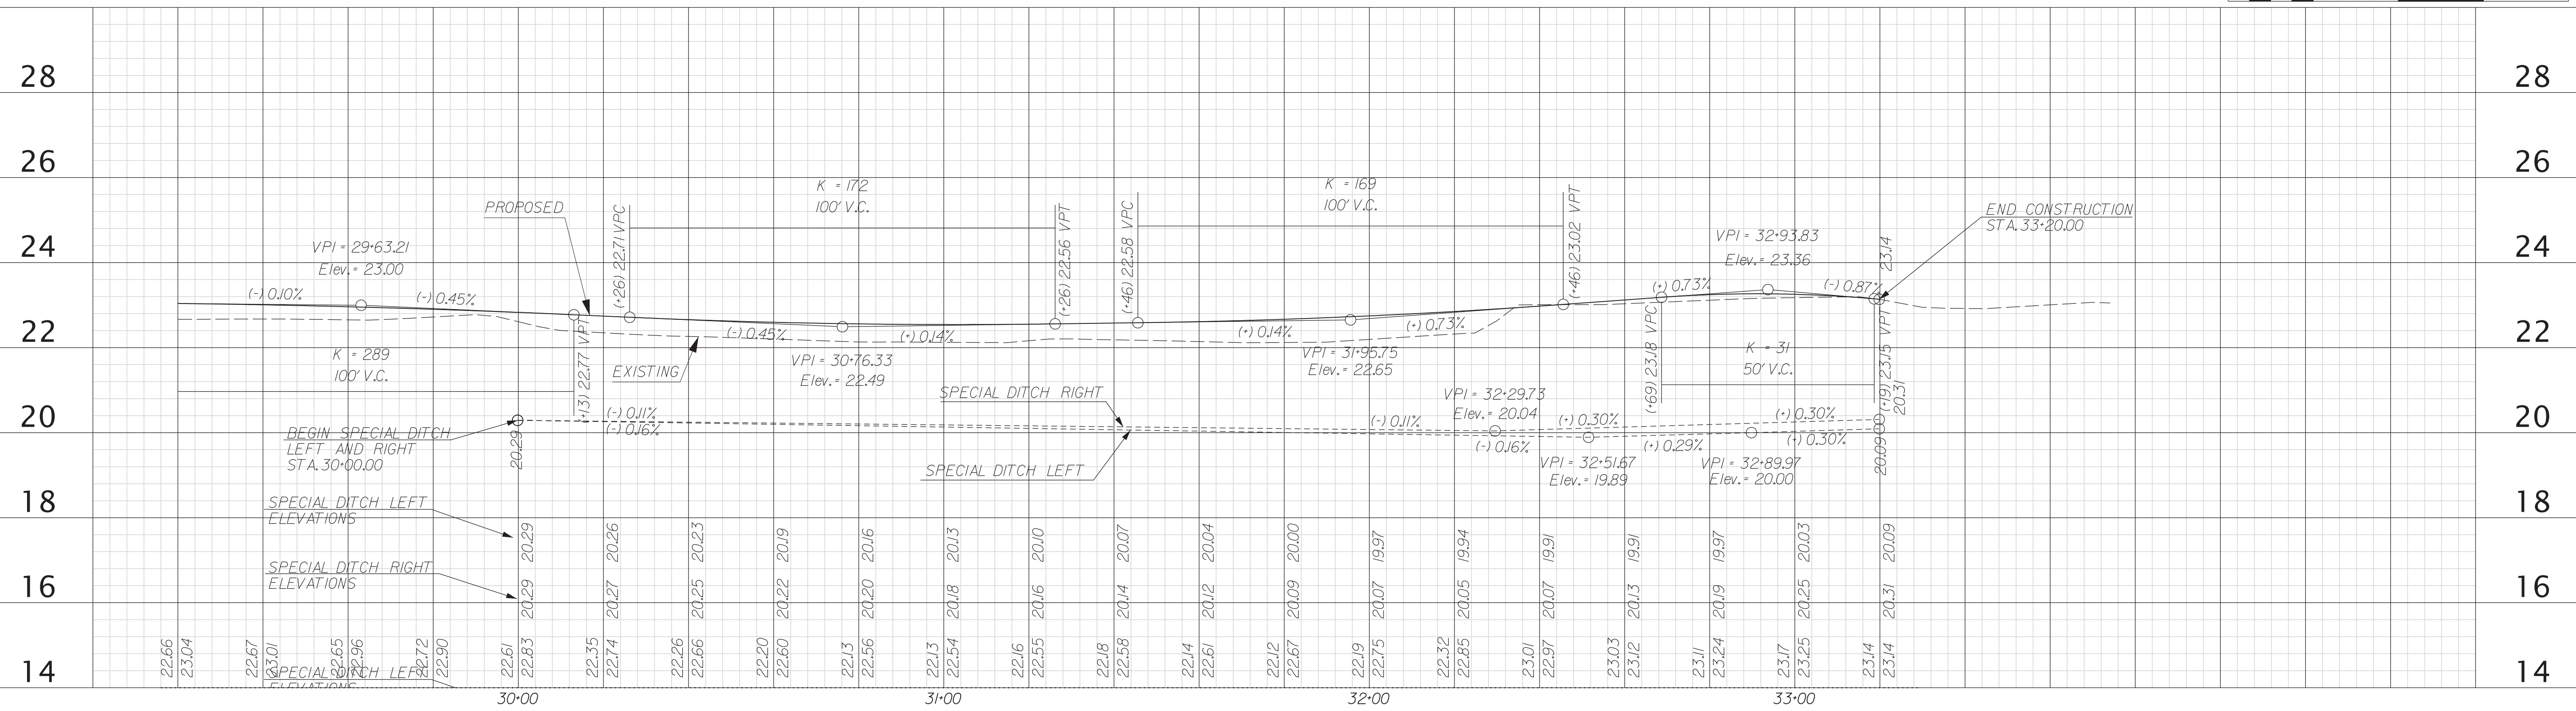 28
28
26
26
24
24
22
22
20
20
18
18
16
16
14
14
K = 172
100' V.C.
K = 169
100' V.C.
PROPOSED
(+26) 22.71 VPC
(+26) 22.56 VPT
(+46) 22.58 VPC
(+46) 23.02 VPT
END CONSTRUCTION
STA. 33+20.00
VPI = 29+63.21
Elev.= 23.00
VPI = 32+93.83
Elev.= 23.36
23.14
(-) 0.10%
(-) 0.45%
(-) 0.45%
(+) 0.14%
(+) 0.14%
(+) 0.73%
(+) 0.73%
(-) 0.87%
K = 289
100' V.C.
(+13) 22.77 VPT
EXISTING
VPI = 30+76.33
Elev.= 22.49
VPI = 31+95.75
Elev.= 22.65
(+69) 23.18 VPC
K = 31
50' V.C.
(+19) 23.15 VPT
20.31
SPECIAL DITCH RIGHT
VPI = 32+29.73
Elev.= 20.04
BEGIN SPECIAL DITCH
LEFT AND RIGHT
STA. 30+00.00
20.29
(-) 0.11%
(-) 0.16%
(-) 0.11%
(+) 0.30%
(+) 0.30%
(-) 0.16%
(+) 0.29%
(+) 0.30%
20.09
SPECIAL DITCH LEFT
VPI = 32+51.67
Elev.= 19.89
VPI = 32+89.97
Elev.= 20.00
SPECIAL DITCH LEFT
ELEVATIONS
20.29 20.26 20.23 20.19 20.16 20.13 20.10 20.07 20.04 20.00 19.97 19.94 19.91 19.91 19.97 20.03 20.09
SPECIAL DITCH RIGHT
ELEVATIONS
20.29 20.27 20.25 20.22 20.20 20.18 20.16 20.14 20.12 20.09 20.07 20.05 20.07 20.13 20.19 20.25 20.31
22.66 22.67 22.65 22.72 22.61 22.35 22.26 22.20 22.13 22.13 22.16 22.18 22.14 22.12 22.19 22.32 23.01 23.03 23.11 23.17 23.14
23.04 23.01 22.96 22.90 22.83 22.74 22.66 22.60 22.56 22.54 22.55 22.58 22.61 22.67 22.75 22.85 22.97 23.12 23.24 23.25 23.14
SPECIAL DITCH LEFT
ELEVATIONS
30+00
31+00
32+00
33+00